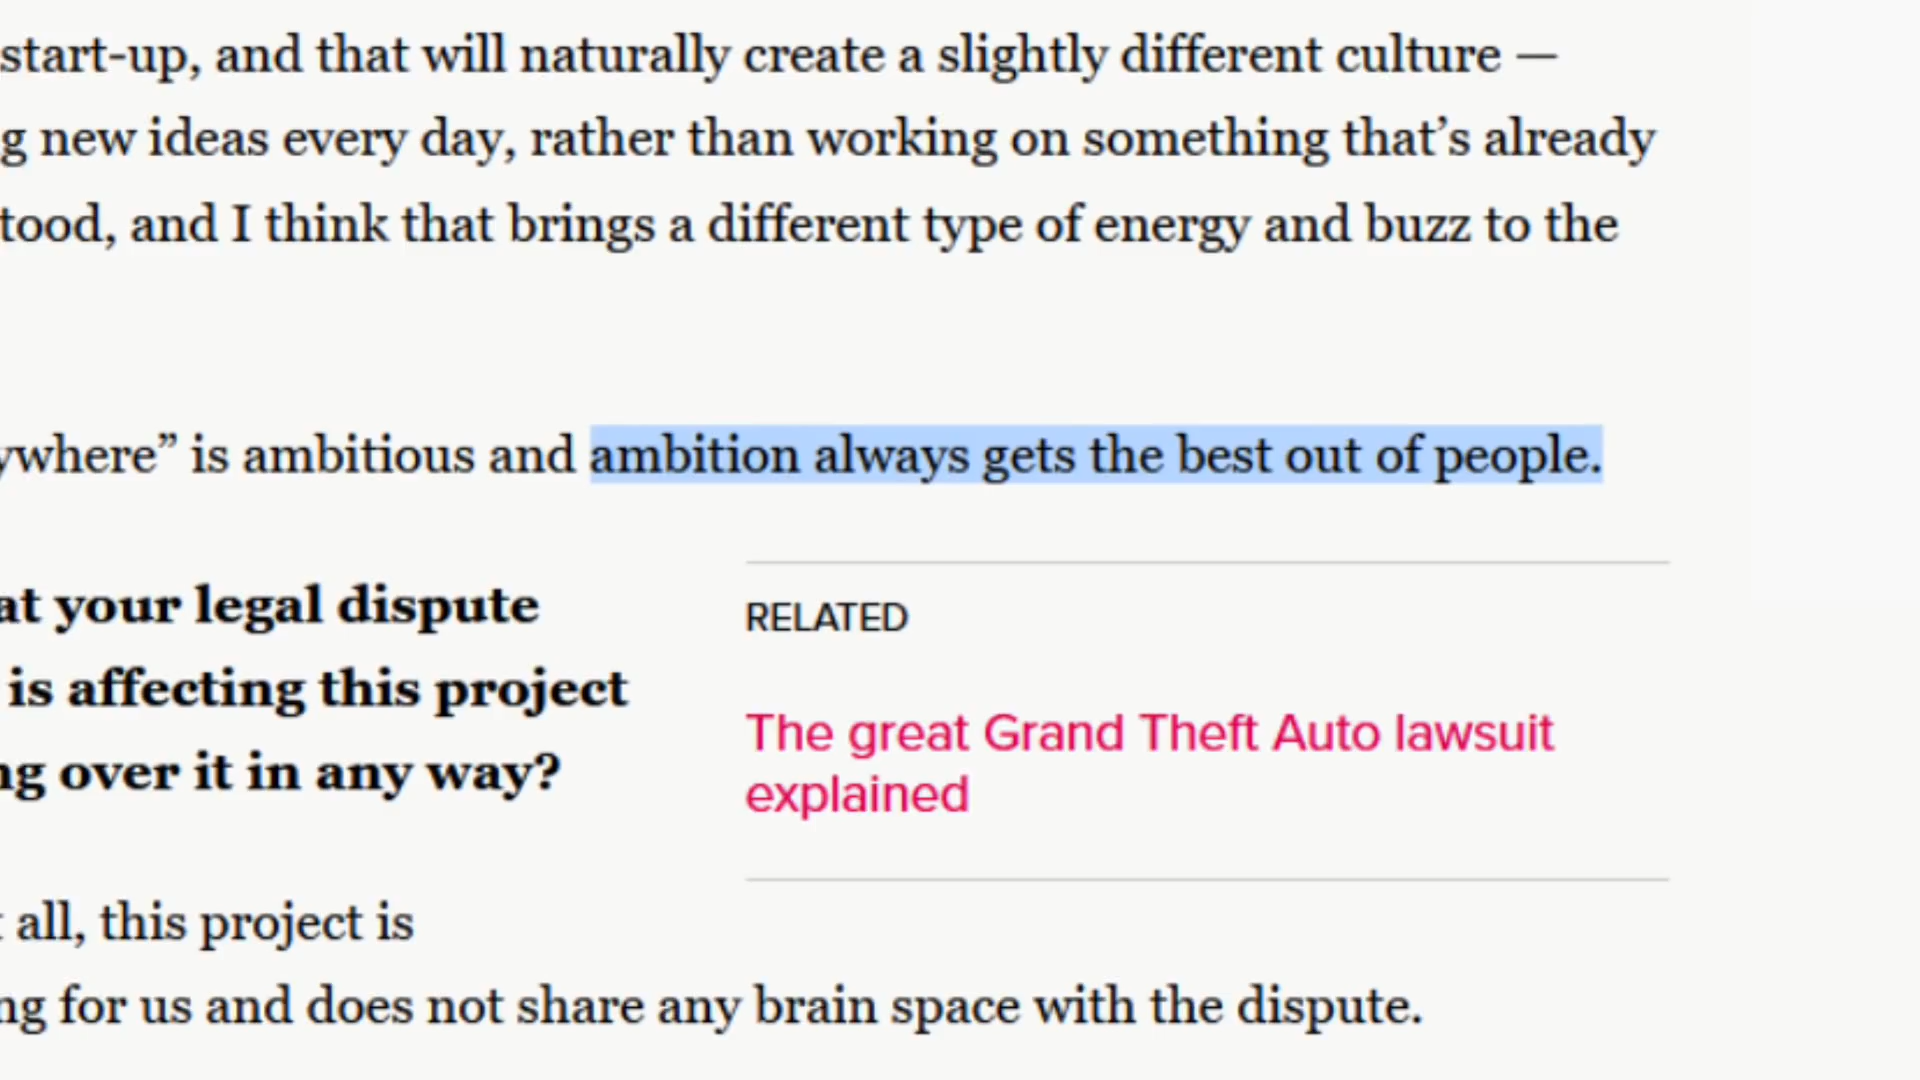 start-up, and that will naturally create a slightly different culture —
g new ideas every day, rather than working on something that’s already
tood, and I think that brings a different type of energy and buzz to the
ywhere” is ambitious and ambition always gets the best out of people.
at your legal dispute
is affecting this project
ng over it in any way?
RELATED
The great Grand Theft Auto lawsuit
explained
all, this project is
ng for us and does not share any brain space with the dispute.